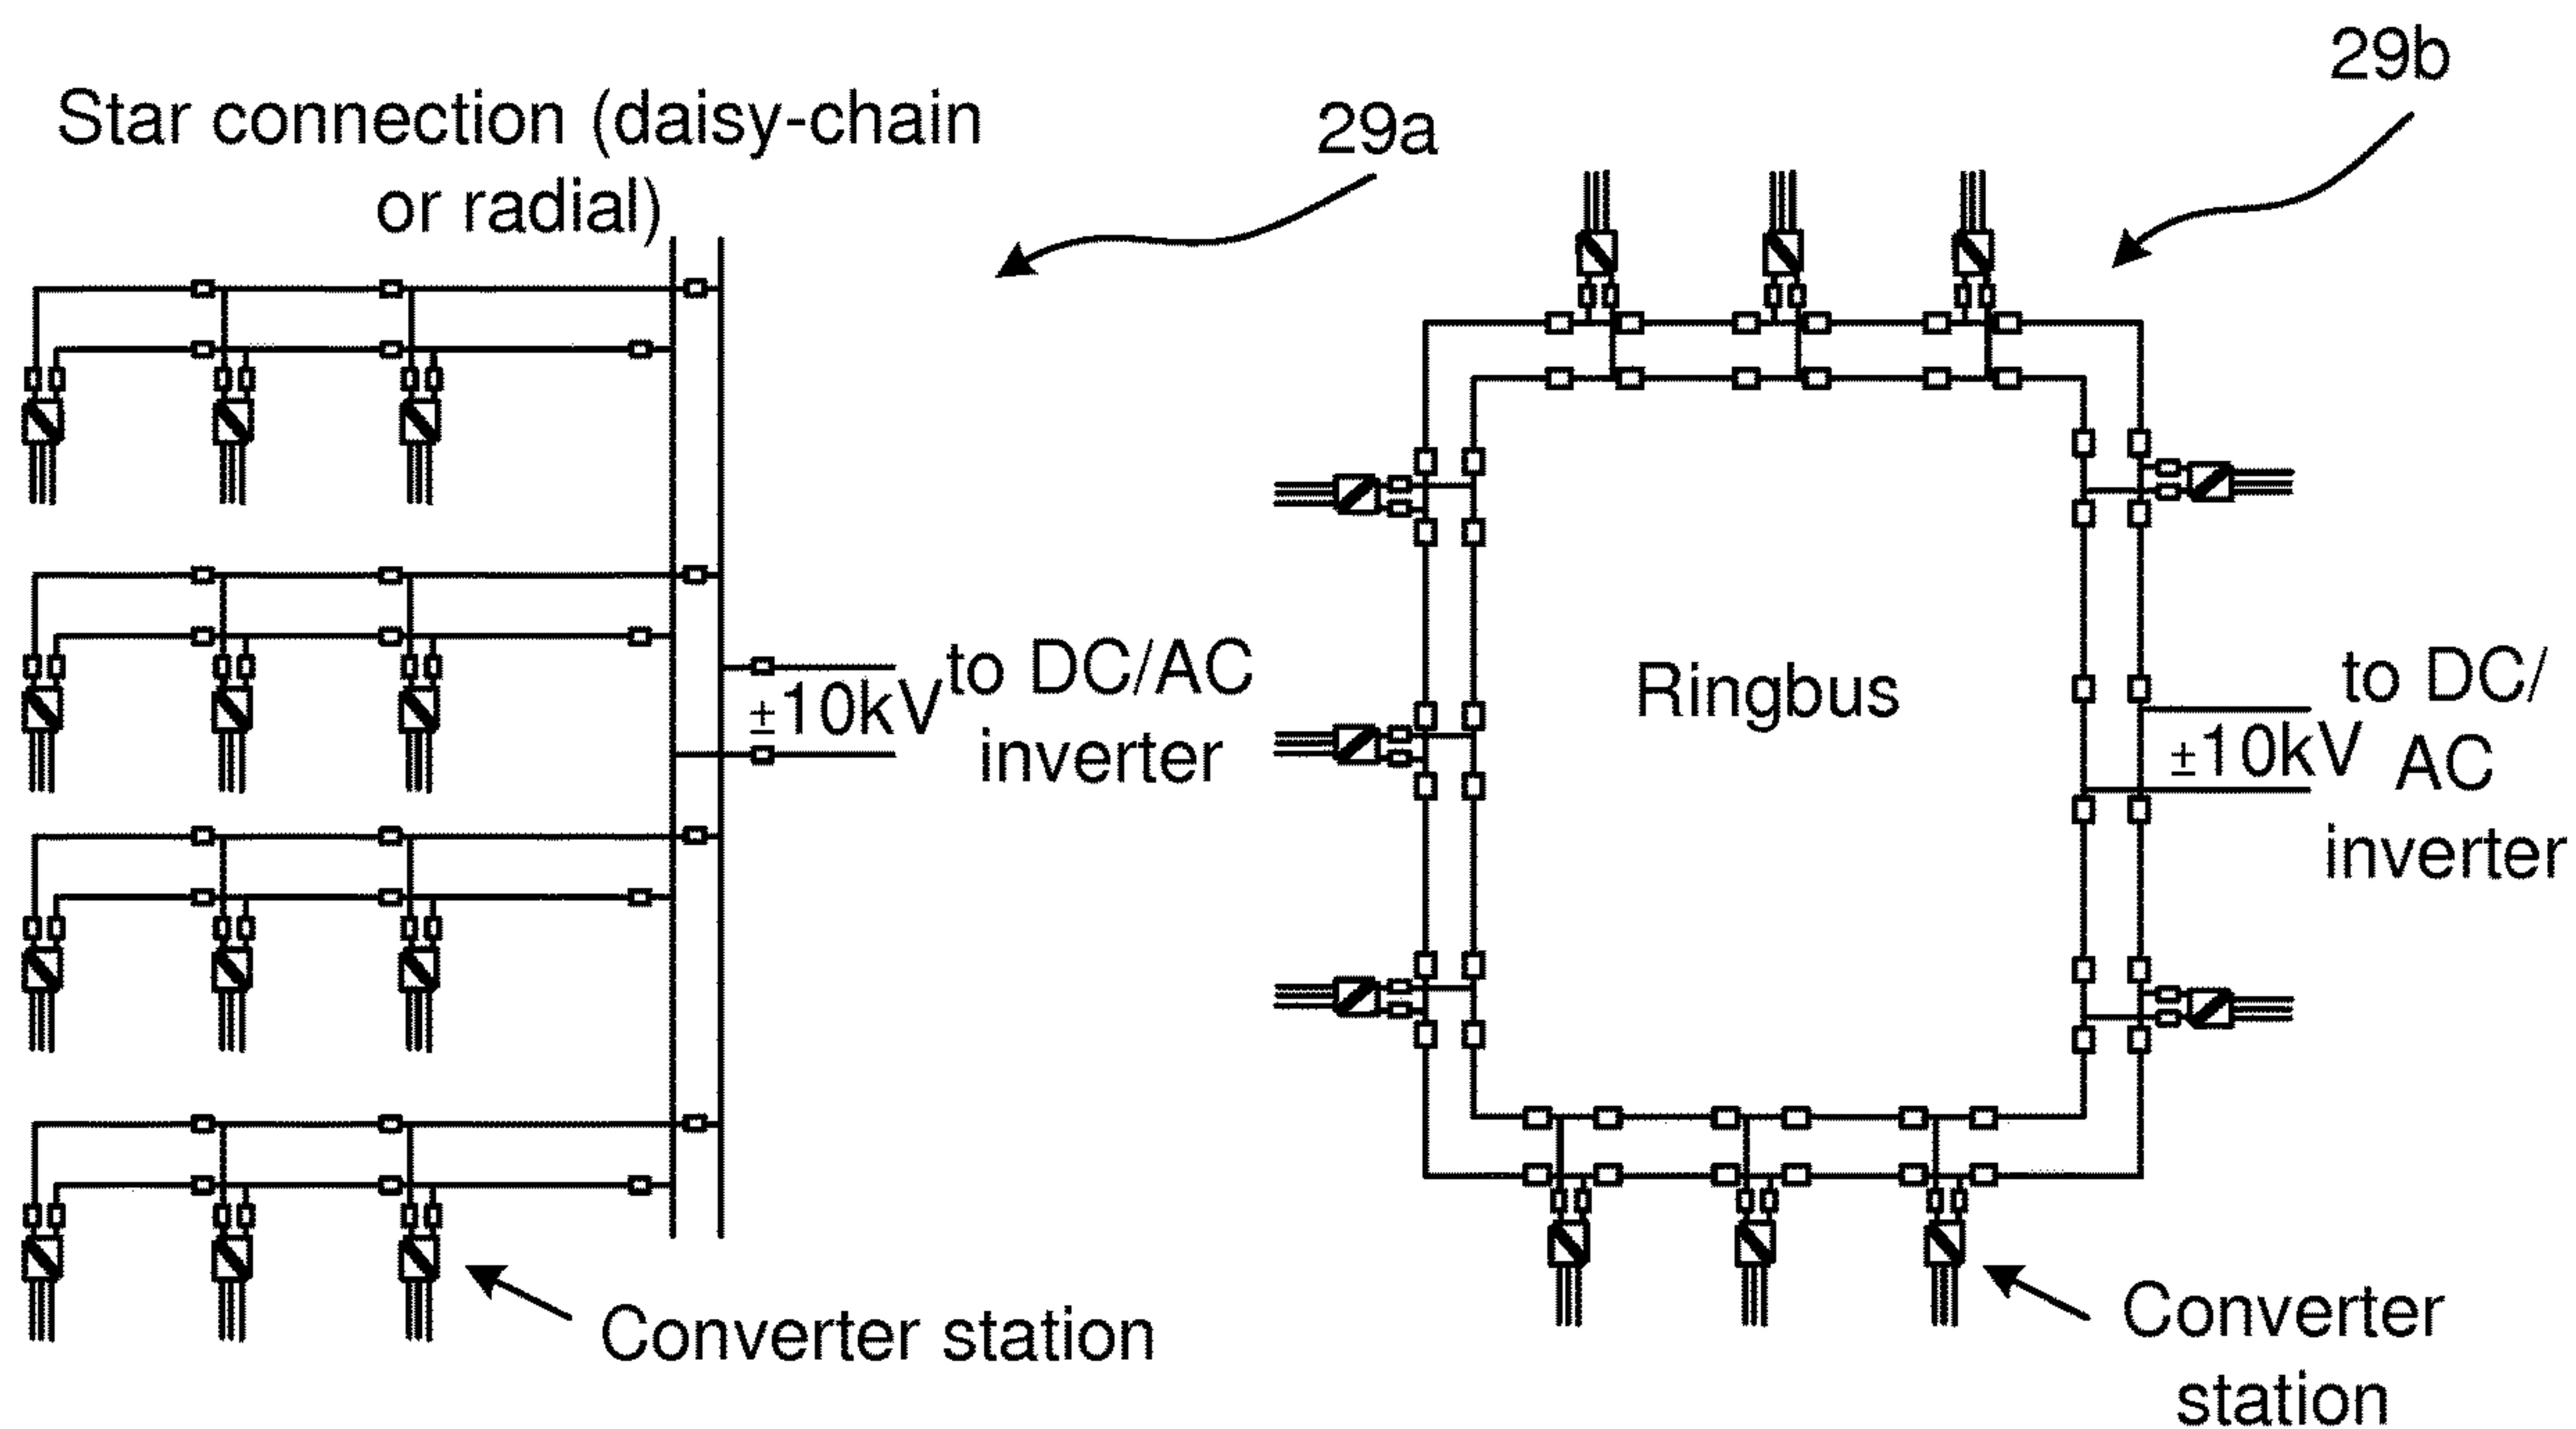 Star connection (daisy-chain
or radial)
29a
29b
±10kV
to DC/AC
inverter
Converter station
Ringbus
±10kV
to DC/
AC
inverter
Converter
station